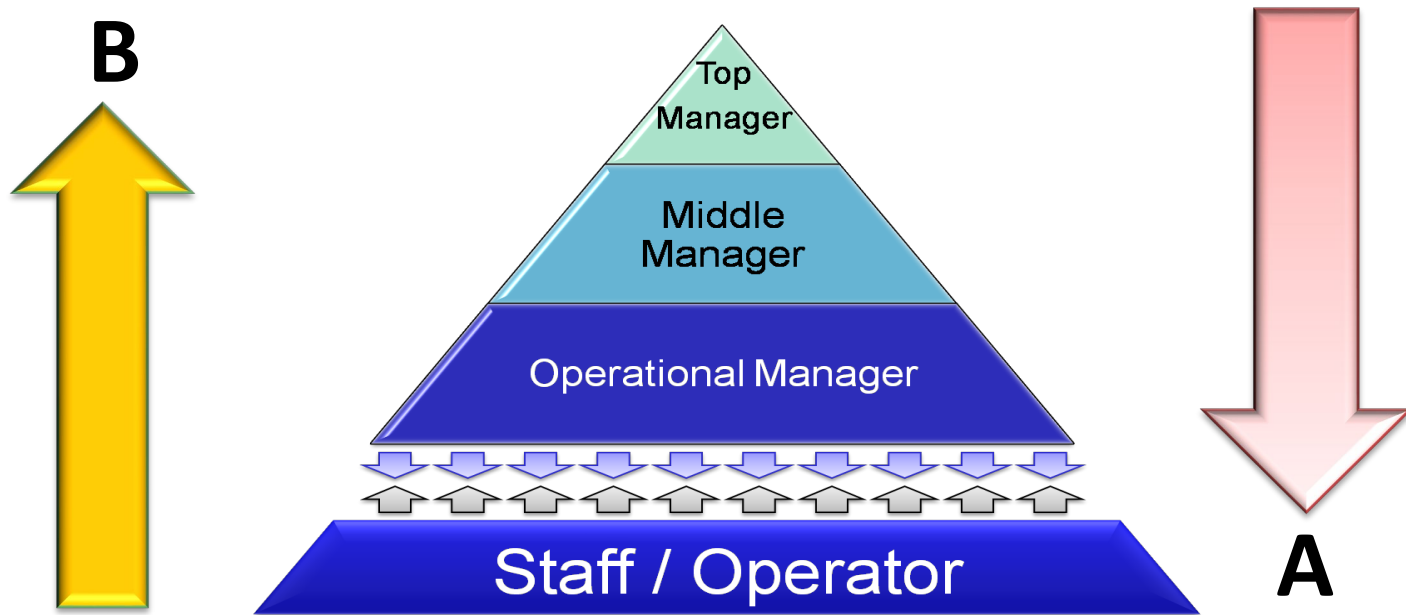 B
Top
Manager
Middle
Manager
Operational Manager
Staff / Operator
A